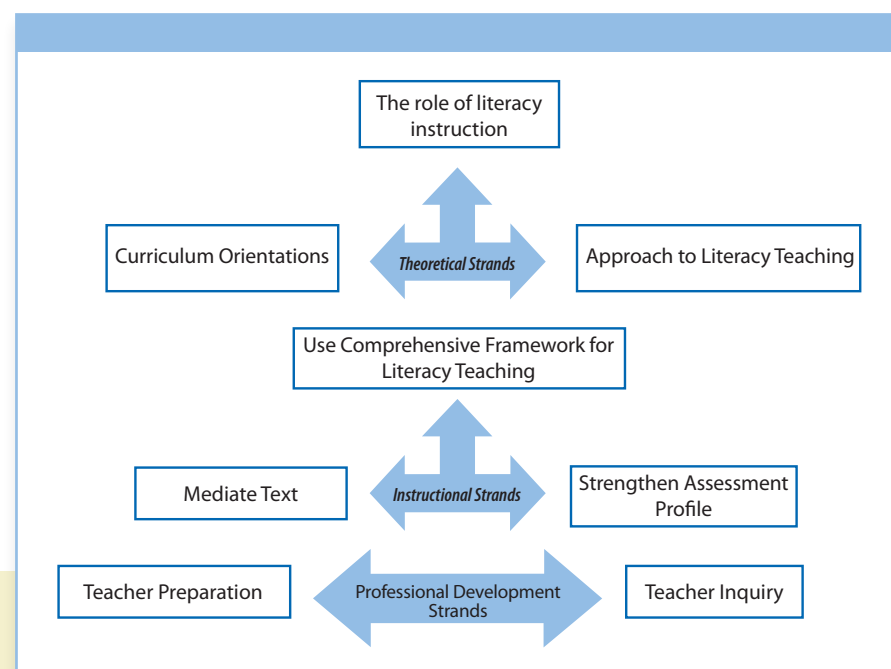 The role of literacy
instruction
Curriculum Orientations
Theoretical Strands
Approach to Literacy Teaching
Use Comprehensive Framework for
Literacy Teaching
Mediate Text
Instructional Strands
Strengthen Assessment
Profile
Teacher Preparation
Professional Development
Strands
Teacher Inquiry